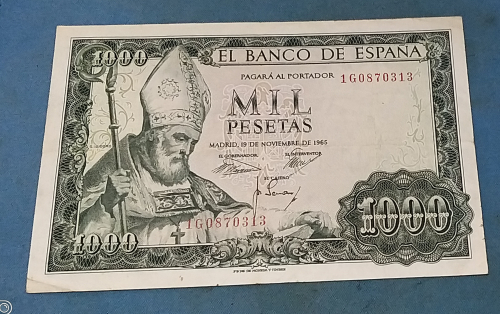 1000
EL BANCO DE ESPAÑA
PAGARÁ AL PORTADOR
1G0870313
MIL
PESETAS
MADRID, 19 DE NOVIEMBRE DE 1965
EL GOBERNADOR
EL INTERVENTOR
EL CAJERO
S. ISIDORO
1G0870313
1000
1000